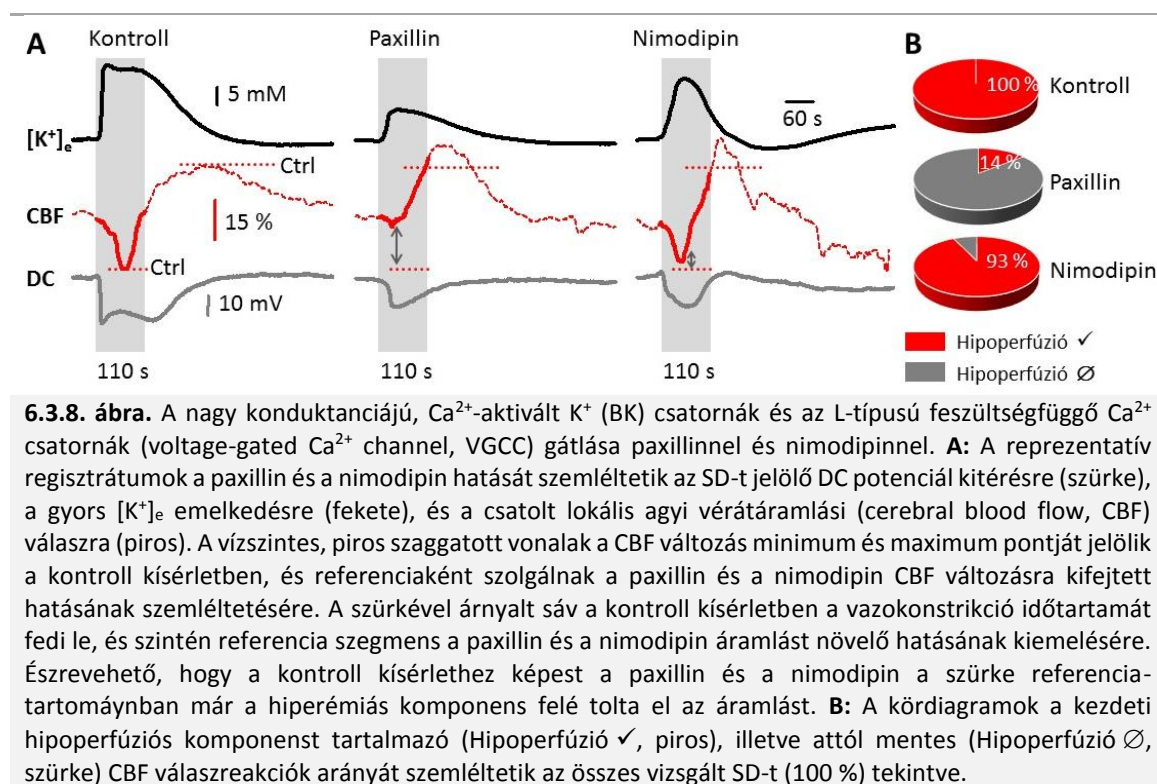 A
Kontroll
Paxillin
Nimodipin
B
5 mM
60 s
[K⁺]ₑ
Ctrl
CBF
15 %
Ctrl
DC
10 mV
110 s
110 s
110 s
100 %
Kontroll
14 %
Paxillin
93 %
Nimodipin
Hipoperfúzió ✓
Hipoperfúzió ∅
6.3.8. ábra. A nagy konduktanciájú, Ca²⁺-aktivált K⁺ (BK) csatornák és az L-típusú feszültségfüggő Ca²⁺
csatornák (voltage-gated Ca²⁺ channel, VGCC) gátlása paxillinnel és nimodipinnel. A: A reprezentatív
regisztrátumok a paxillin és a nimodipin hatását szemléltetik az SD-t jelölő DC potenciál kitérésre (szürke),
a gyors [K⁺]ₑ emelkedésre (fekete), és a csatolt lokális agyi vérátáramlási (cerebral blood flow, CBF)
válaszra (piros). A vízszintes, piros szaggatott vonalak a CBF változás minimum és maximum pontját jelölik
a kontroll kísérletben, és referenciaként szolgálnak a paxillin és a nimodipin CBF változásra kifejtett
hatásának szemléltetésére. A szürkével árnyalt sáv a kontroll kísérletben a vazokonstrikció időtartamát
fedi le, és szintén referencia szegmens a paxillin és a nimodipin áramlást növelő hatásának kiemelésére.
Észrevehető, hogy a kontroll kísérlethez képest a paxillin és a nimodipin a szürke referencia-
tartomáynban már a hiperémiás komponens felé tolta el az áramlást. B: A kördiagramok a kezdeti
hipoperfúziós komponenst tartalmazó (Hipoperfúzió ✓, piros), illetve attól mentes (Hipoperfúzió ∅,
szürke) CBF válaszreakciók arányát szemléltetik az összes vizsgált SD-t (100 %) tekintve.